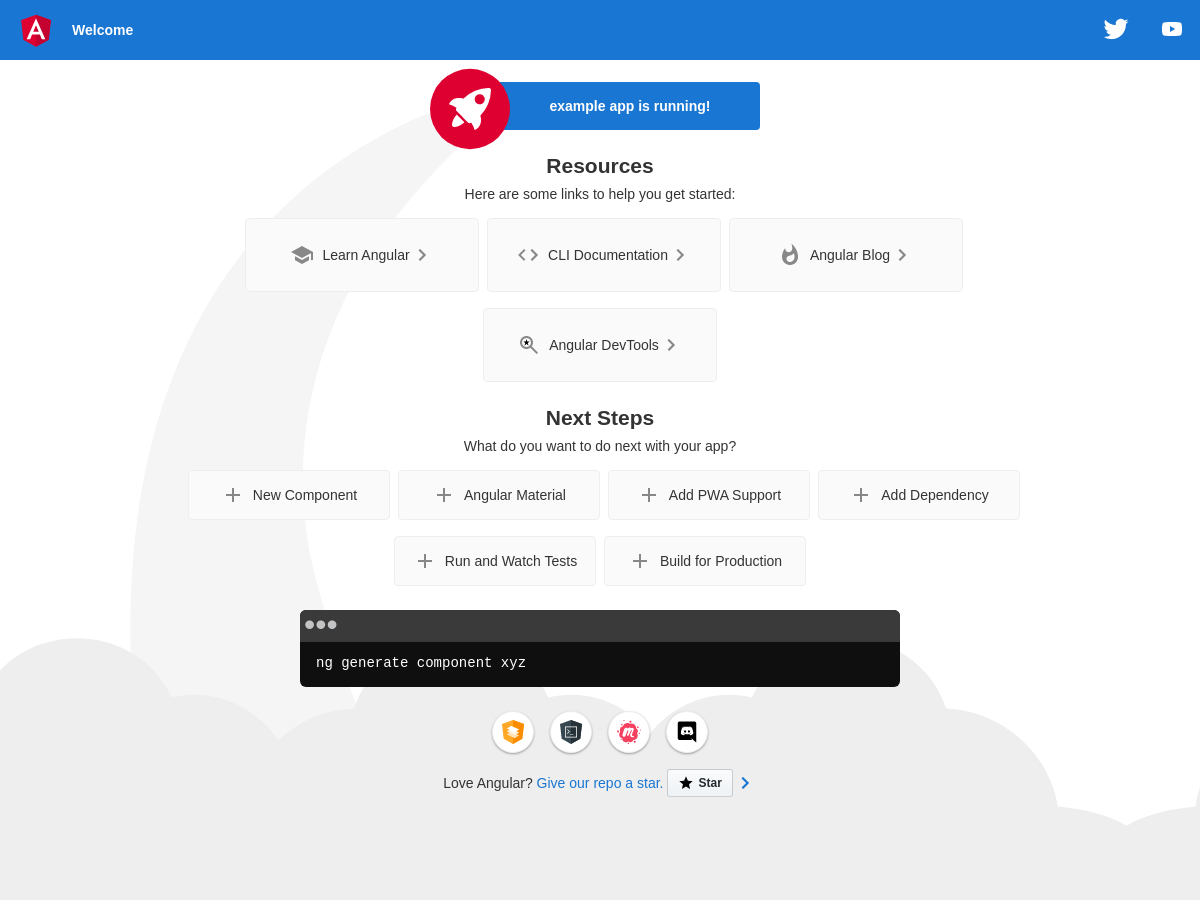 Welcome
example app is running!
Resources
Here are some links to help you get started:
Learn Angular
CLI Documentation
Angular Blog
Angular DevTools
Next Steps
What do you want to do next with your app?
New Component
Angular Material
Add PWA Support
Add Dependency
Run and Watch Tests
Build for Production
ng generate component xyz
Love Angular? Give our repo a star. Star